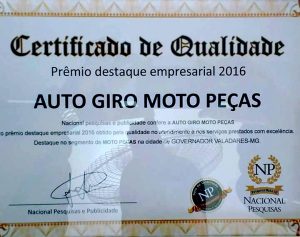 Certificado de Qualidade
Prêmio destaque empresarial 2016
AUTO GIRO MOTO PEÇAS
Nacional pesquisas e publicidade confere a AUTO GIRO MOTO PEÇAS
o prêmio destaque empresarial 2016 obtido pela qualidade no atendimento e nos serviços prestados com excelência.
Destaque no segmento de MOTO PEÇAS na cidade de GOVERNADOR VALADARES-MG.
Nacional Pesquisas e Publicidade
NP
NP
NACIONAL
PESQUISAS